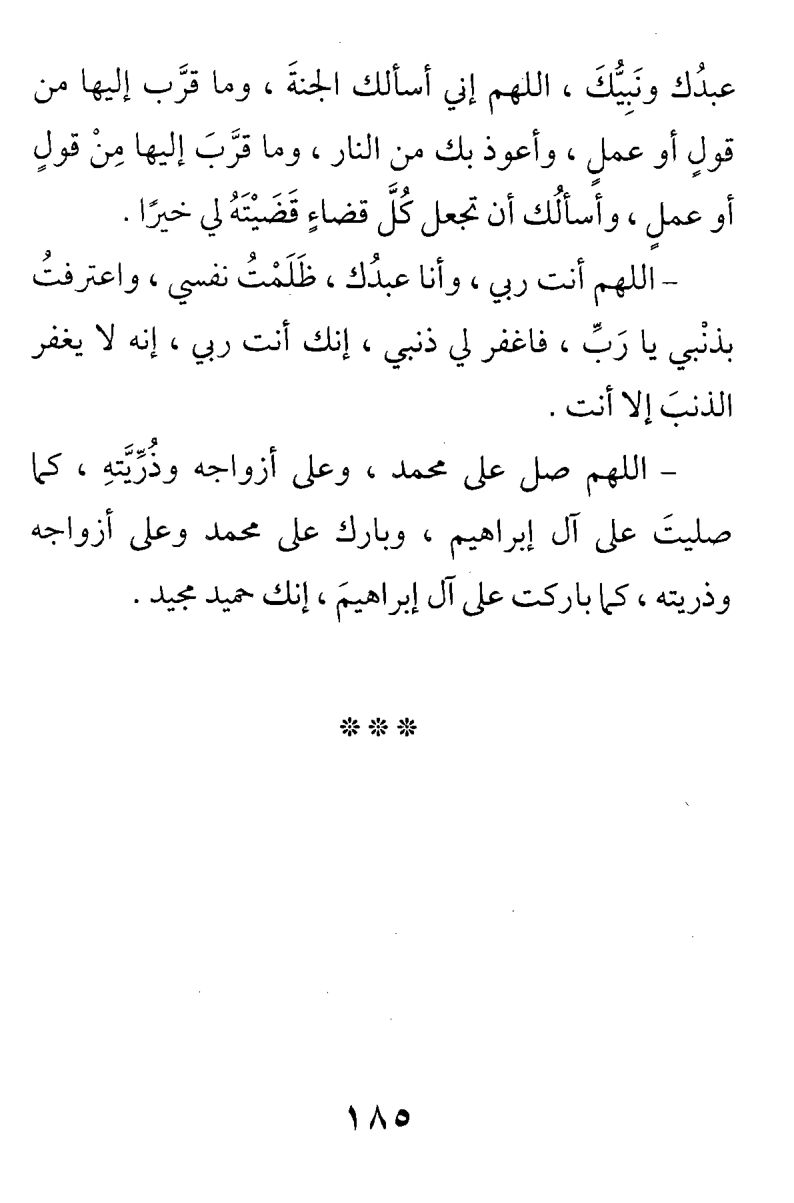 عبدُك ونَبِيُّكَ ، اللهم إني أسألك الجنةَ ، وما قرَّب إليها من
قولٍ أو عملٍ ، وأعوذ بك من النار ، وما قرَّبَ إليها مِنْ قولٍ
أو عملٍ ، وأسألُك أن تجعل كُلَّ قضاءٍ قَضَيْتَهُ لي خيرًا .
– اللهم أنت ربي ، وأنا عبدُك ، ظَلَمْتُ نفسي ، واعترفتُ
بذنْبي يا رَبِّ ، فاغفر لي ذنبي ، إنك أنت ربي ، إنه لا يغفر
الذنبَ إلا أنت .
– اللهم صل على محمد ، وعلى أزواجه وذُرِّيَّتهِ ، كما
صليتَ على آل إبراهيم ، وبارك على محمد وعلى أزواجه
وذريته ، كما باركت على آل إبراهيمَ ، إنك حميد مجيد .
١٨٥